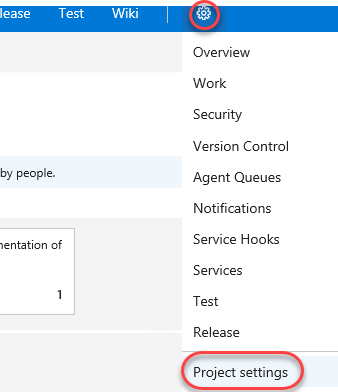 lease Test Wiki
Overview
Work
Security
Version Control
by people.
Agent Queues
Notifications
Service Hooks
mentation of
Services
1
Test
Release
Project settings